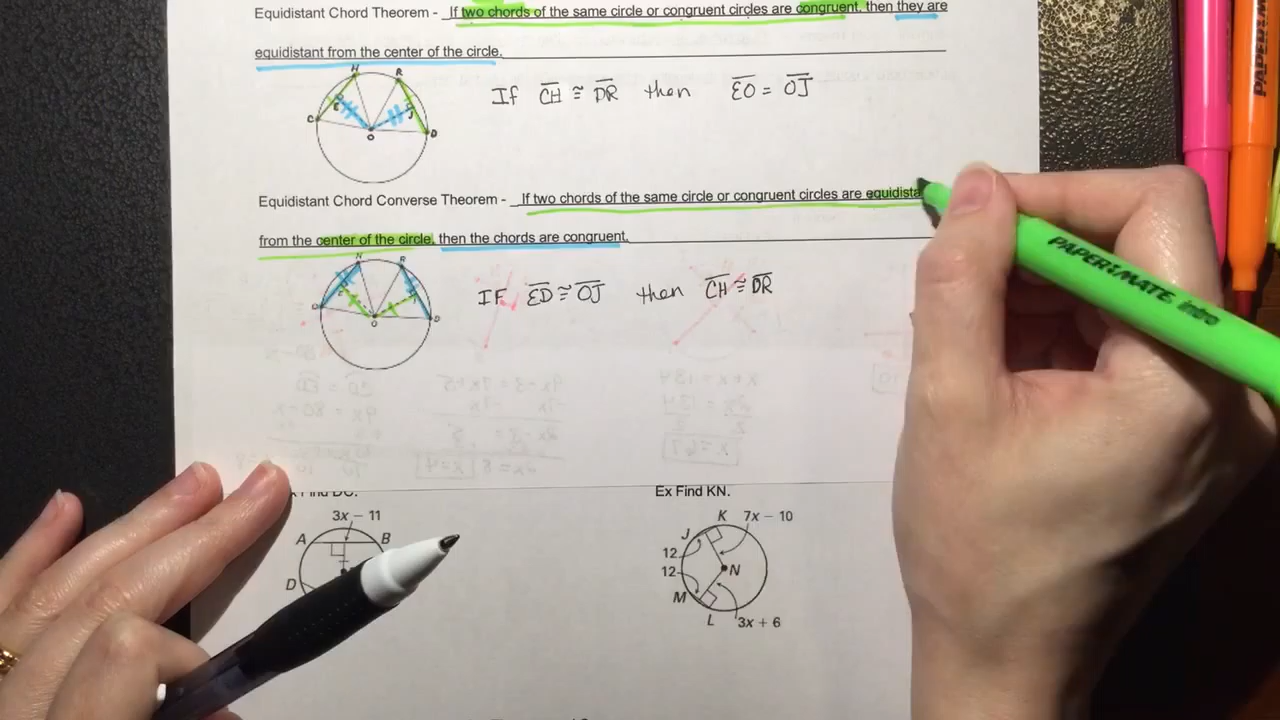 Equidistant Chord Theorem - If two chords of the same circle or congruent circles are congruent, then they are
equidistant from the center of the circle.
H R
C E J D
O
If CH ≅ DR then EO = OJ
Equidistant Chord Converse Theorem - If two chords of the same circle or congruent circles are equidista
from the center of the circle, then the chords are congruent.
H R
O D
IF ED ≅ OJ then CH ≅ DR
PAPER MATE intro
PAPERMATE
Find DC.
Ex Find KN.
3x – 11
A B
D
K 7x – 10
J
12
12
N
M
L 3x + 6